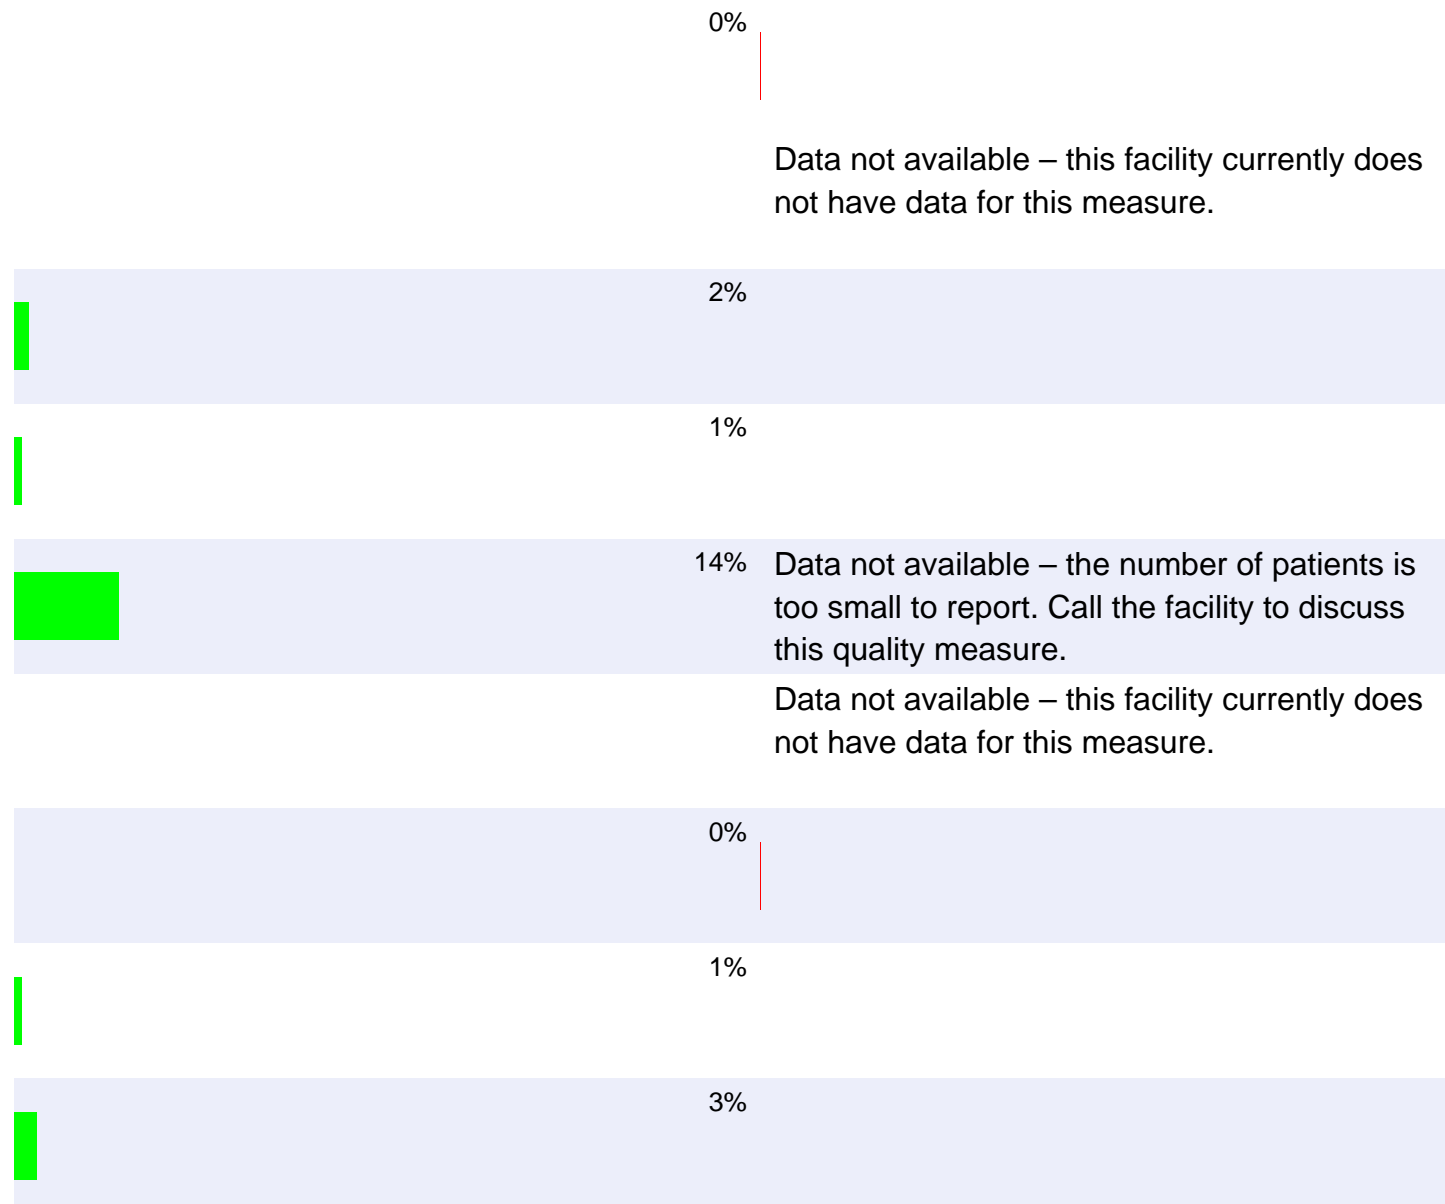 0%
Data not available – this facility currently does
not have data for this measure.
2%
1%
14%
Data not available – the number of patients is
too small to report. Call the facility to discuss
this quality measure.
Data not available – this facility currently does
not have data for this measure.
0%
1%
3%